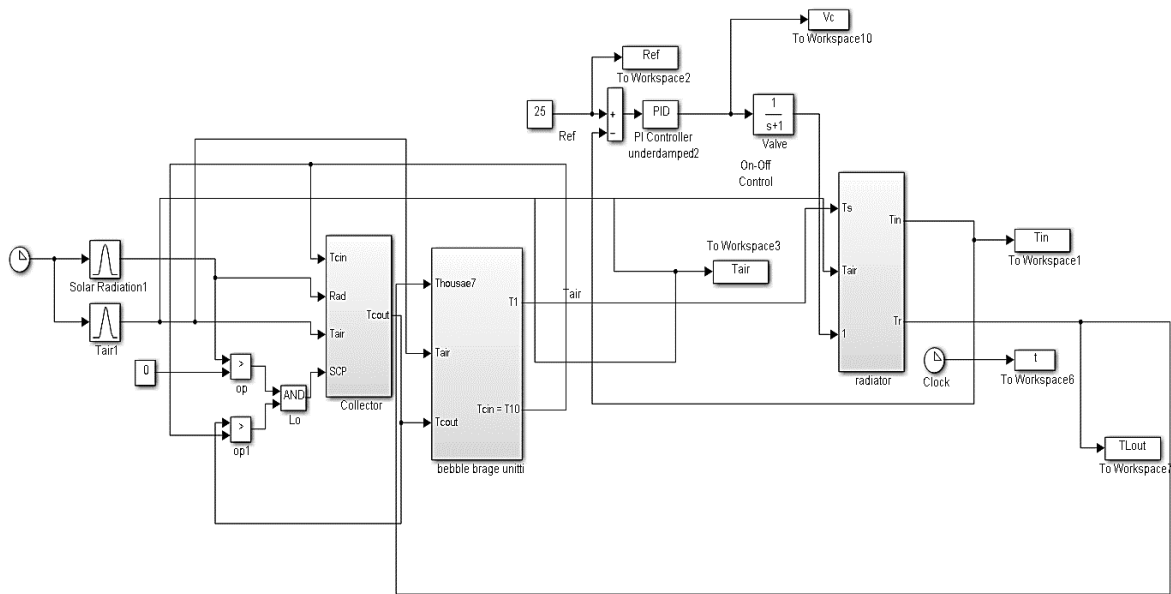 Vc
To Workspace10
Ref
To Workspace2
25
Ref
+
−
PID
PI Controller
underdamped2
1
s+1
Valve
On-Off
Control
Solar Radiation1
Tair1
0
>
op
>
op1
AND
Lo
Tcin
Rad
Tair
SCP
Tcout
Collector
Thousae7
Tair
Tcout
T1
Tcin = T10
bebble brage unitti
Tair
To Workspace3
Tair
Ts
Tair
1
Tin
Tr
radiator
Tin
To Workspace1
Clock
t
To Workspace6
TLout
To Workspace7